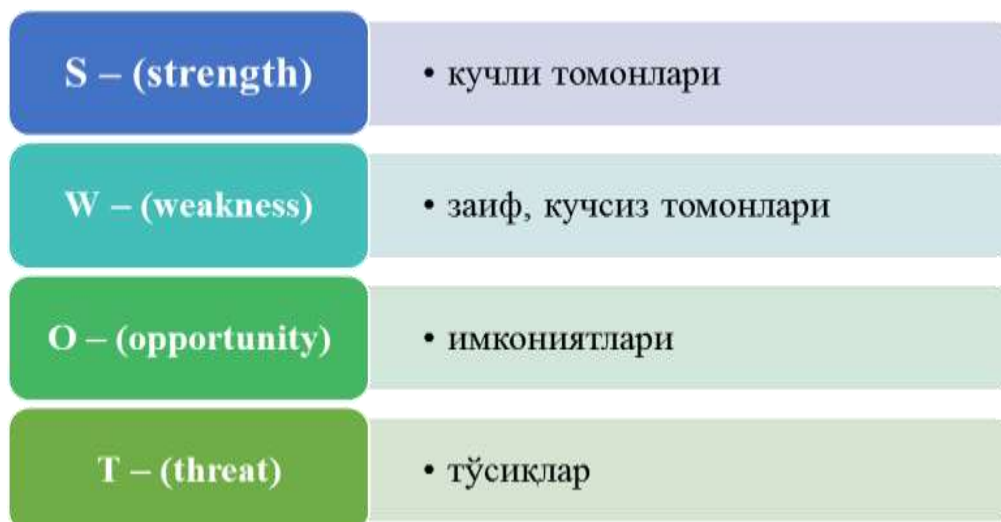 S – (strength)
• кучли томонлари
W – (weakness)
• заиф, кучсиз томонлари
O – (opportunity)
• имкониятлари
T – (threat)
• тўсиқлар